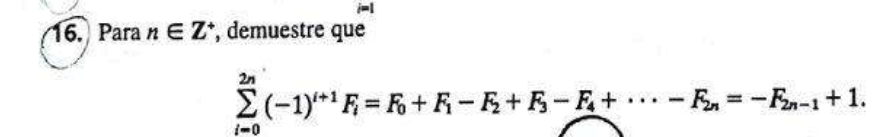 i=1
16. Para n ∈ Z⁺, demuestre que
2n
∑ (−1)^{i+1} F_i = F_0 + F_1 − F_2 + F_3 − F_4 + ··· − F_{2n} = −F_{2n−1} + 1.
i=0